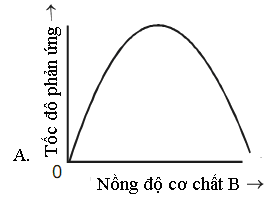 Tốc độ phản ứng →
A.
0
Nồng độ cơ chất B →